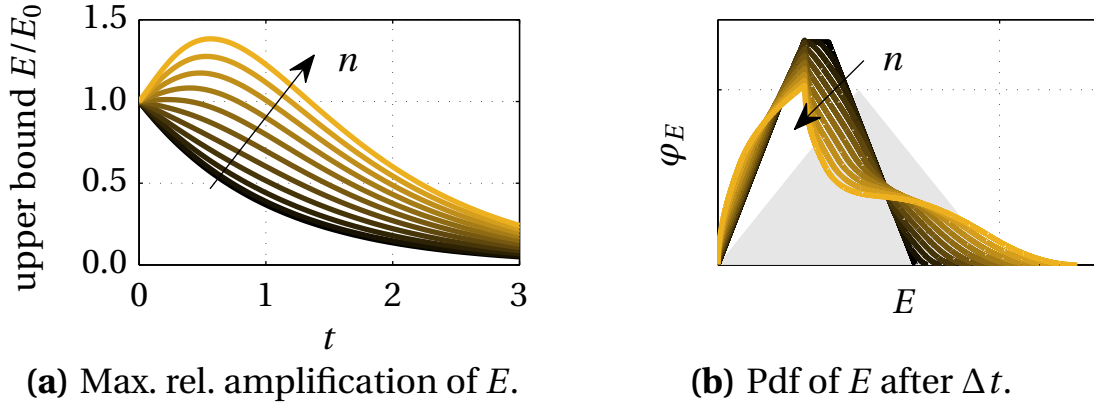 upper bound E/E₀
1.5
1.0
0.5
0.0
0
1
2
3
t
n
φ_E
n
E
(a) Max. rel. amplification of E.
(b) Pdf of E after Δt.